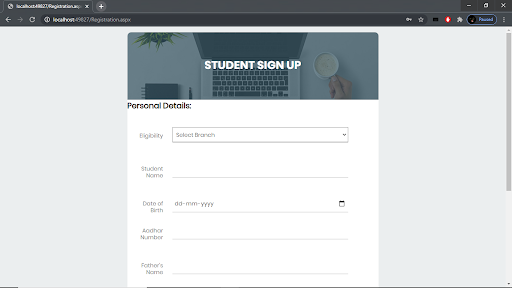 localhost:49827/Registration.aspx
localhost:49827/Registration.aspx
Paused
STUDENT SIGN UP
Personal Details:
Eligibility
Select Branch
Student
Name
Date of
Birth
dd-mm-yyyy
Aadhar
Number
Father's
Name